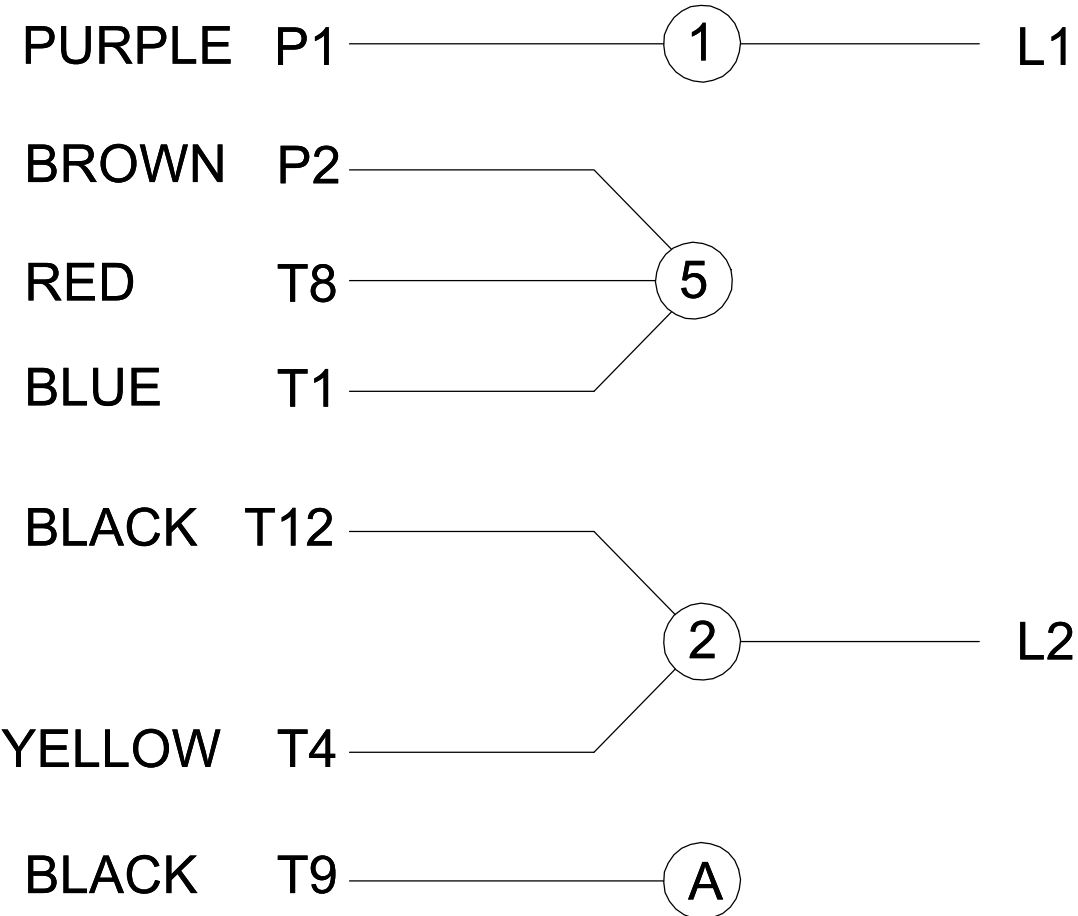 PURPLE P1 1 L1
BROWN P2
RED T8 5
BLUE T1
BLACK T12
2 L2
YELLOW T4
BLACK T9 A